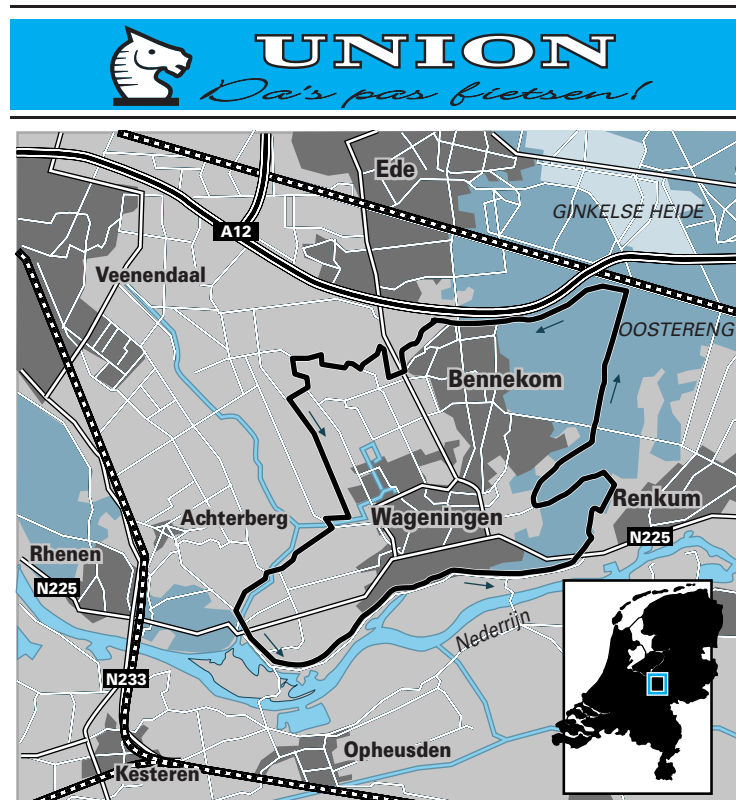 UNION
Da's pas fietsen!
Ede
GINKELSE HEIDE
A12
Veenendaal
OOSTERENG
Bennekom
Renkum
Achterberg
Wageningen
N225
Rhenen
N225
Nederrijn
N233
Opheusden
Kesteren